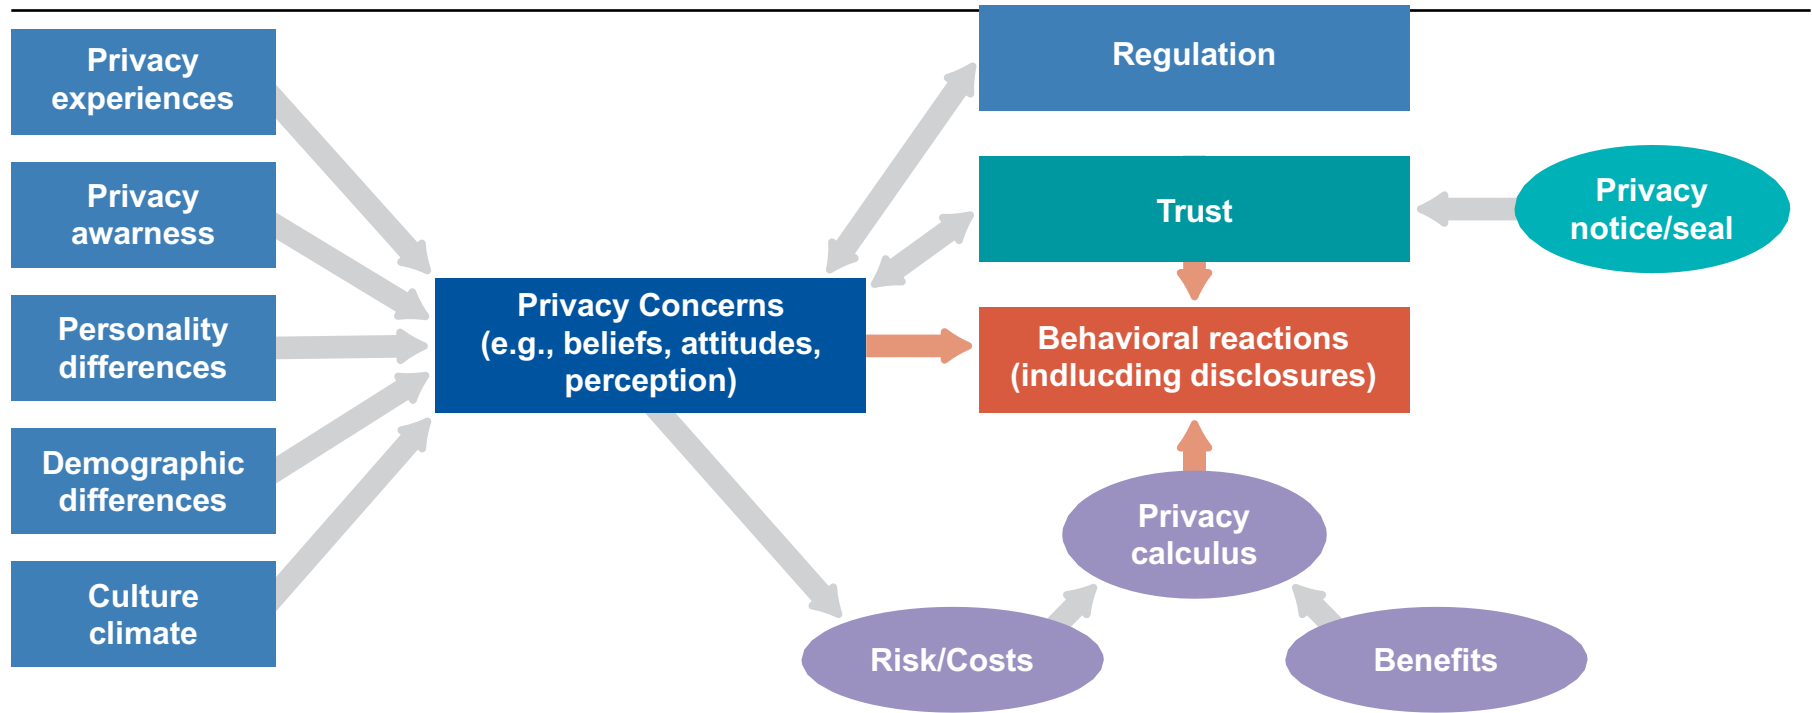 Privacy
experiences
Privacy
awarness
Personality
differences
Demographic
differences
Culture
climate
Privacy Concerns
(e.g., beliefs, attitudes,
perception)
Regulation
Trust
Privacy
notice/seal
Behavioral reactions
(indlucding disclosures)
Privacy
calculus
Risk/Costs
Benefits